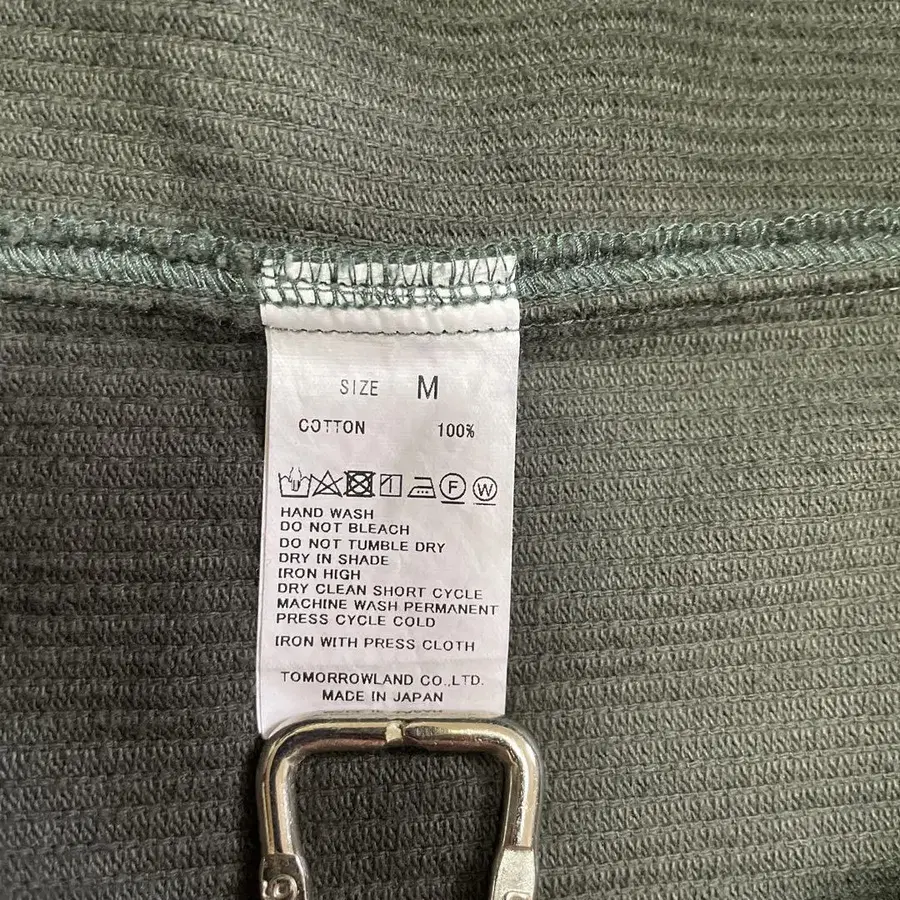 SIZE M
COTTON 100%
F W
HAND WASH
DO NOT BLEACH
DO NOT TUMBLE DRY
DRY IN SHADE
IRON HIGH
DRY CLEAN SHORT CYCLE
MACHINE WASH PERMANENT
PRESS CYCLE COLD
IRON WITH PRESS CLOTH
TOMORROWLAND CO.,LTD.
MADE IN JAPAN